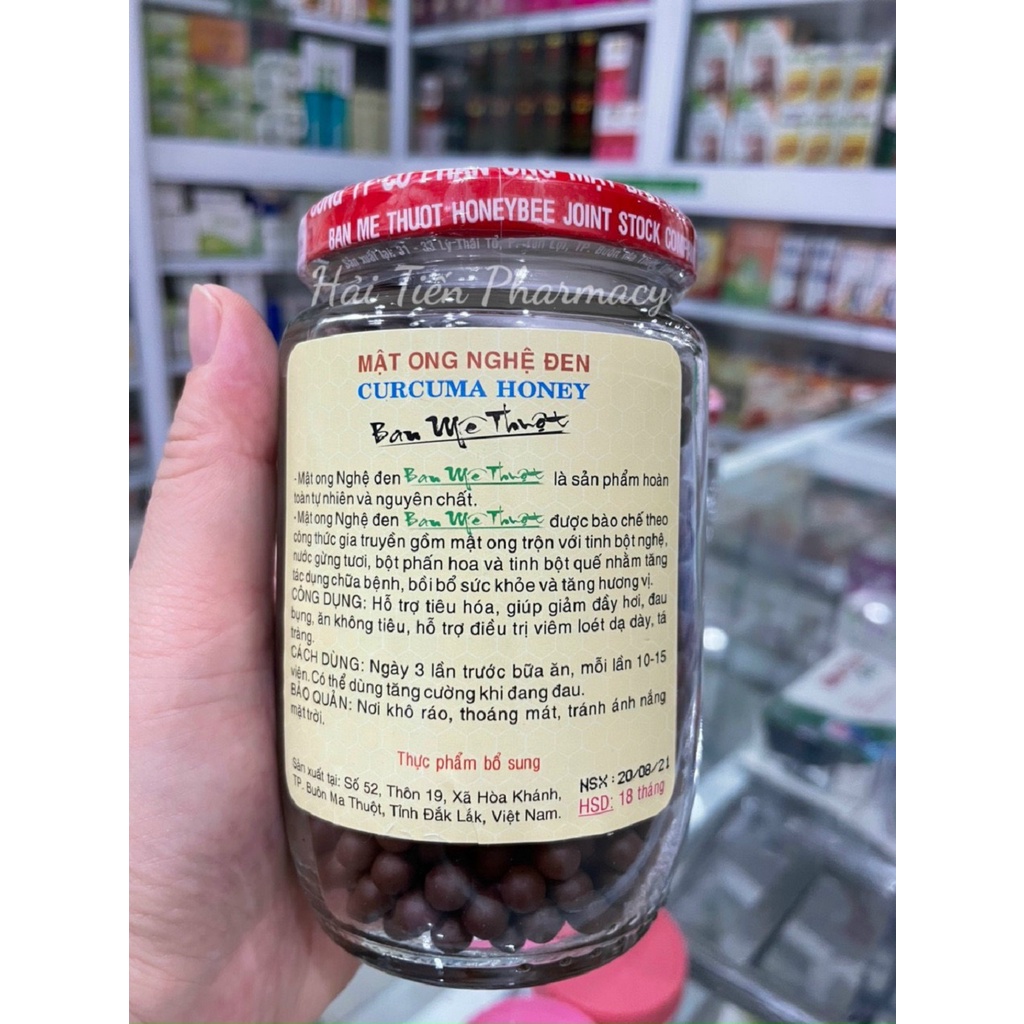 BAN ME THUOT HONEYBEE JOINT STOCK
Hải Tiến Pharmacy
MẬT ONG NGHỆ ĐEN
CURCUMA HONEY
Ban Mê Thuột
-Mật ong Nghệ đen Ban Mê Thuột là sản phẩm hoàn
toàn tự nhiên và nguyên chất.
-Mật ong Nghệ đen Ban Mê Thuột được bào chế theo
công thức gia truyền gồm mật ong trộn với tinh bột nghệ,
nước gừng tươi, bột phấn hoa và tinh bột quế nhằm tăng
tác dụng chữa bệnh, bồi bổ sức khỏe và tăng hương vị.
CÔNG DỤNG: Hỗ trợ tiêu hóa, giúp giảm đầy hơi, đau
bụng, ăn không tiêu, hỗ trợ điều trị viêm loét dạ dày, tá
tràng.
CÁCH DÙNG: Ngày 3 lần trước bữa ăn, mỗi lần 10-15
viên. Có thể dùng tăng cường khi đang đau.
BẢO QUẢN: Nơi khô ráo, thoáng mát, tránh ánh nắng
mặt trời.
Thực phẩm bổ sung
Sản xuất tại: Số 52, Thôn 19, Xã Hòa Khánh,
TP. Buôn Ma Thuột, Tỉnh Đắk Lắk, Việt Nam.
NSX : 20/08/21
HSD: 18 tháng